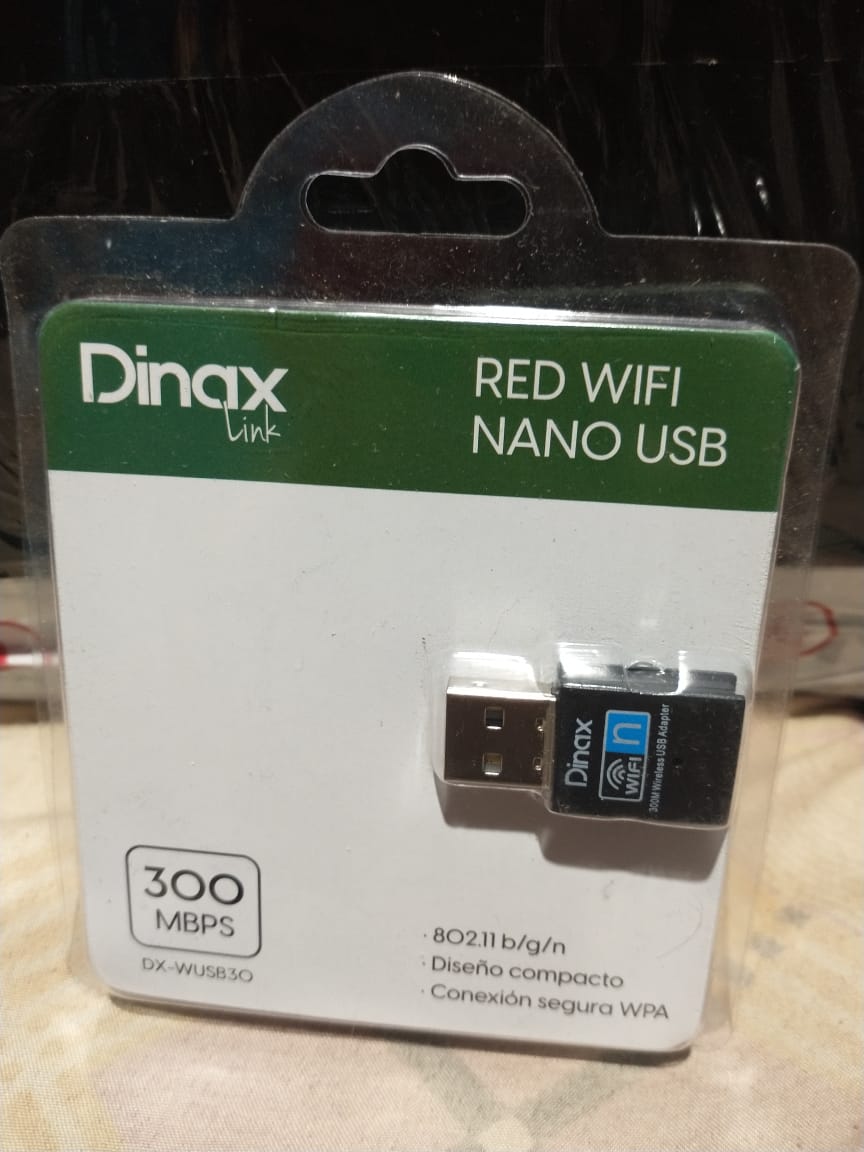 Dinax
Link
RED WIFI
NANO USB
Dinax
WIFI n
300M Wireless USB Adapter
300
MBPS
DX-WUSB30
· 802.11 b/g/n
· Diseño compacto
· Conexión segura WPA